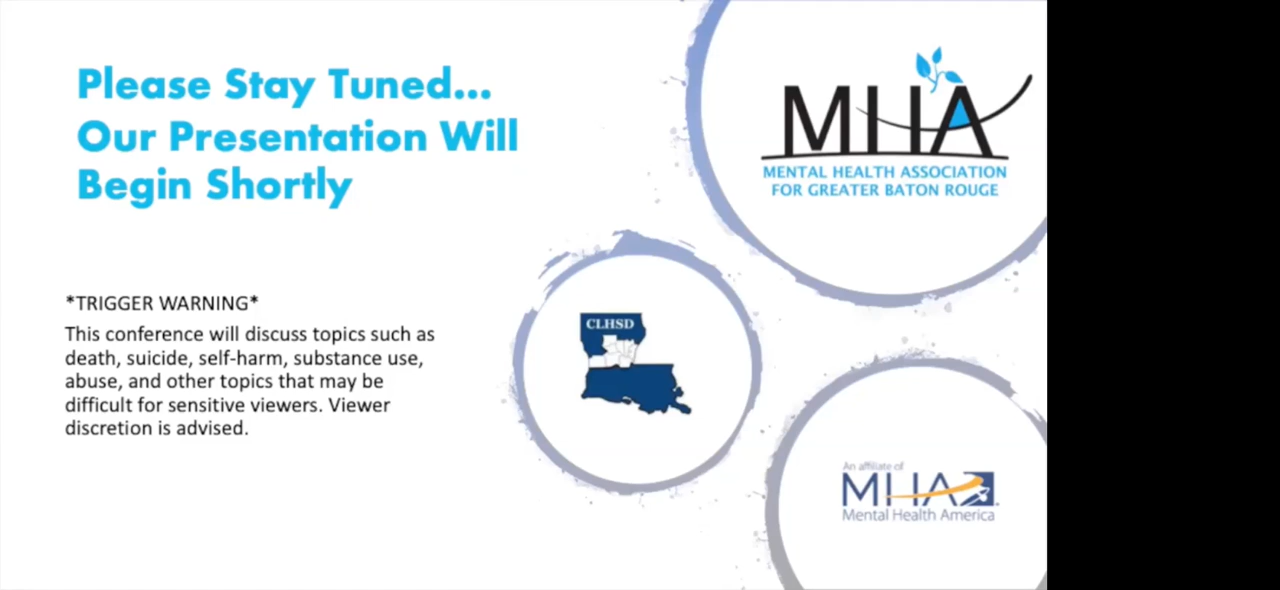 Please Stay Tuned...
Our Presentation Will
Begin Shortly
MHA
MENTAL HEALTH ASSOCIATION
FOR GREATER BATON ROUGE
*TRIGGER WARNING*
This conference will discuss topics such as
death, suicide, self-harm, substance use,
abuse, and other topics that may be
difficult for sensitive viewers. Viewer
discretion is advised.
CLHSD
An affiliate of
MHA
Mental Health America